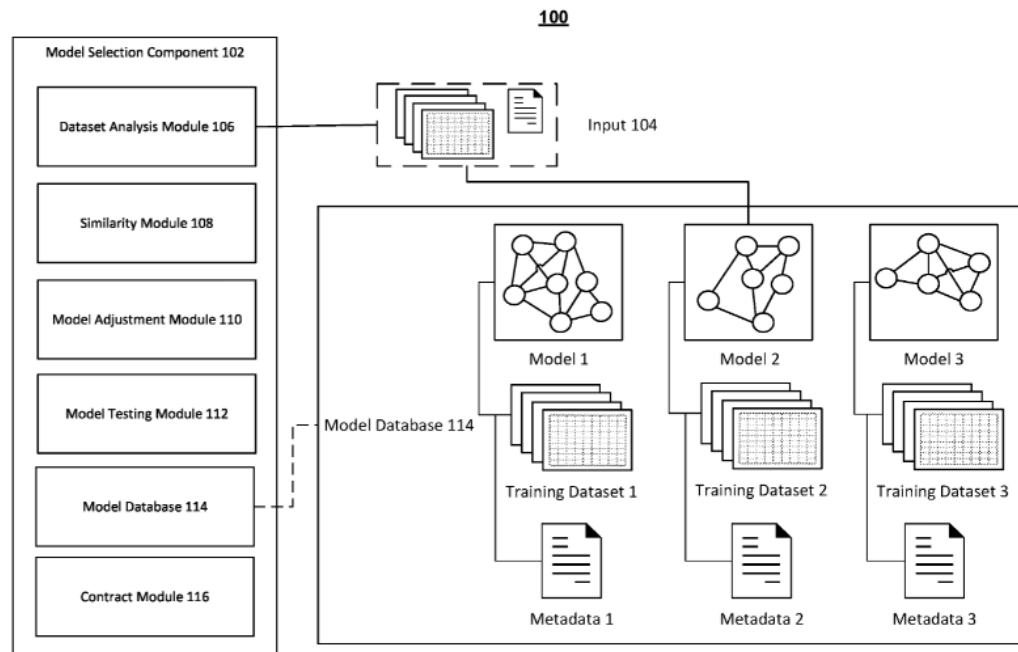 100
Model Selection Component 102
Dataset Analysis Module 106
Input 104
Similarity Module 108
Model Adjustment Module 110
Model Testing Module 112
Model Database 114
Contract Module 116
Model Database 114
Model 1
Model 2
Model 3
Training Dataset 1
Training Dataset 2
Training Dataset 3
Metadata 1
Metadata 2
Metadata 3